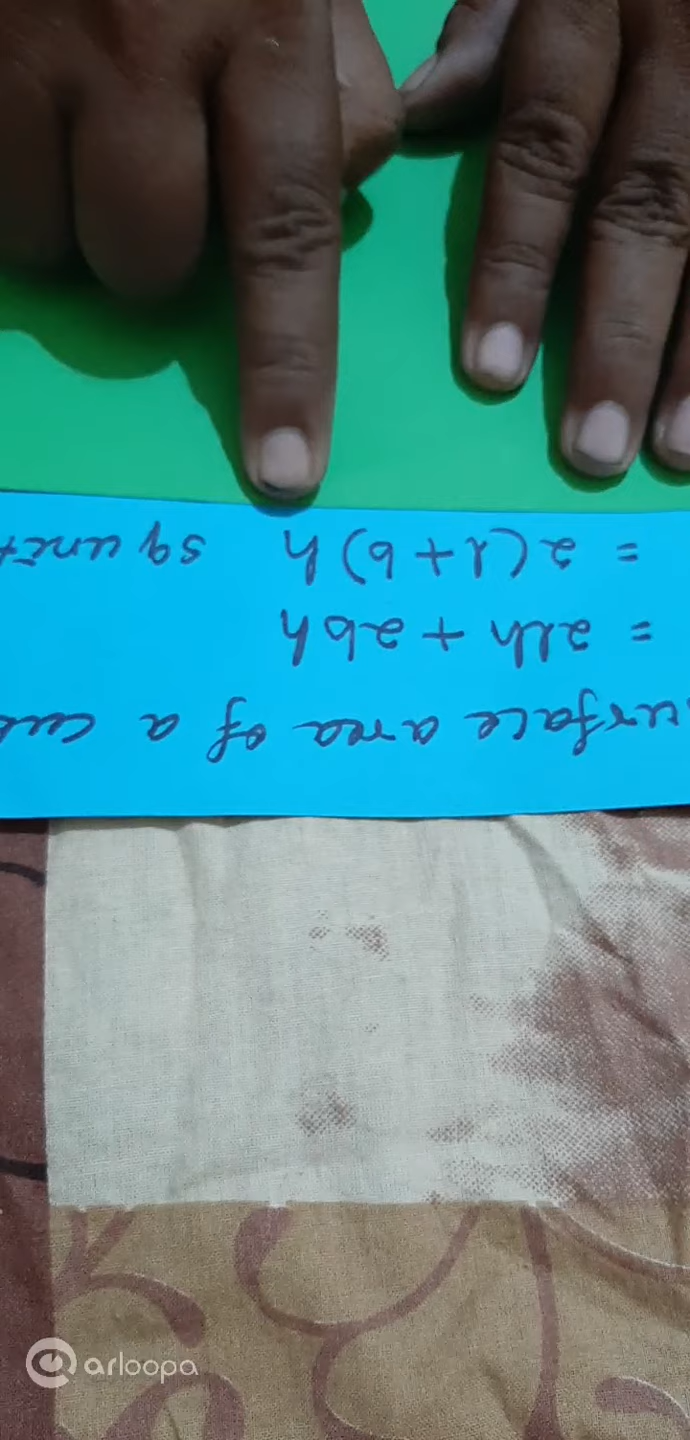 urface area of a cu
= 2lh + 2bh
= 2(l+b)h sq unit
arloopa